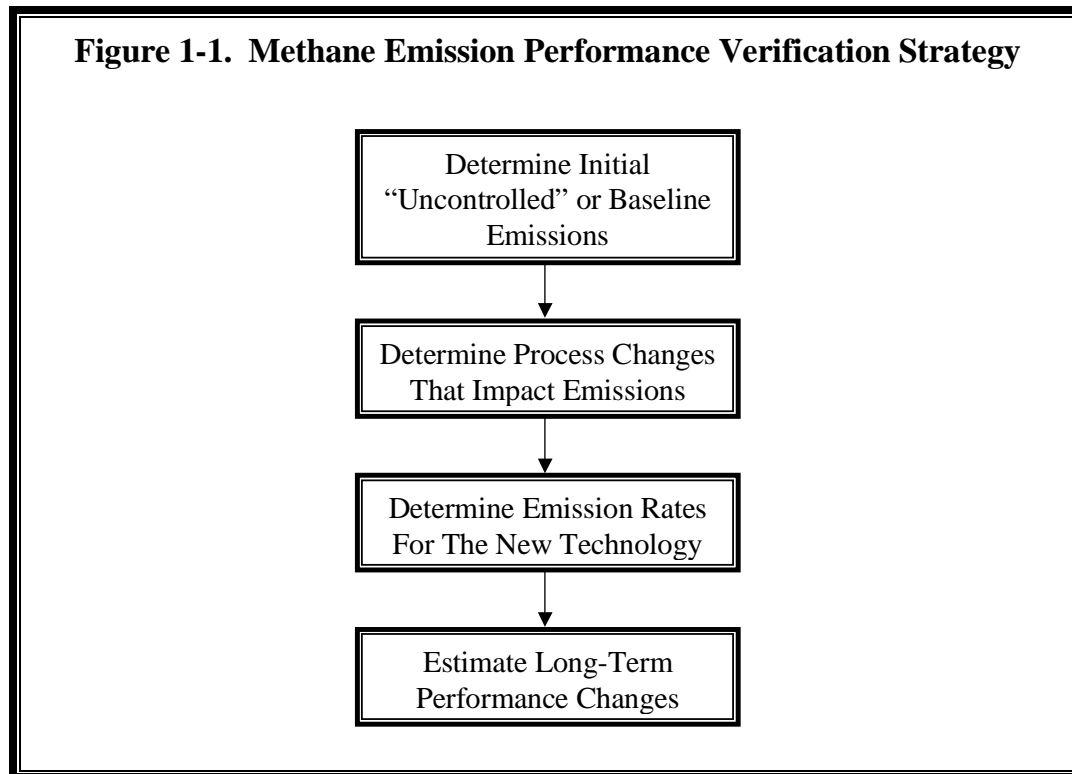 Figure 1-1.  Methane Emission Performance Verification Strategy
Determine Initial
“Uncontrolled” or Baseline
Emissions
Determine Process Changes
That Impact Emissions
Determine Emission Rates
For The New Technology
Estimate Long-Term
Performance Changes